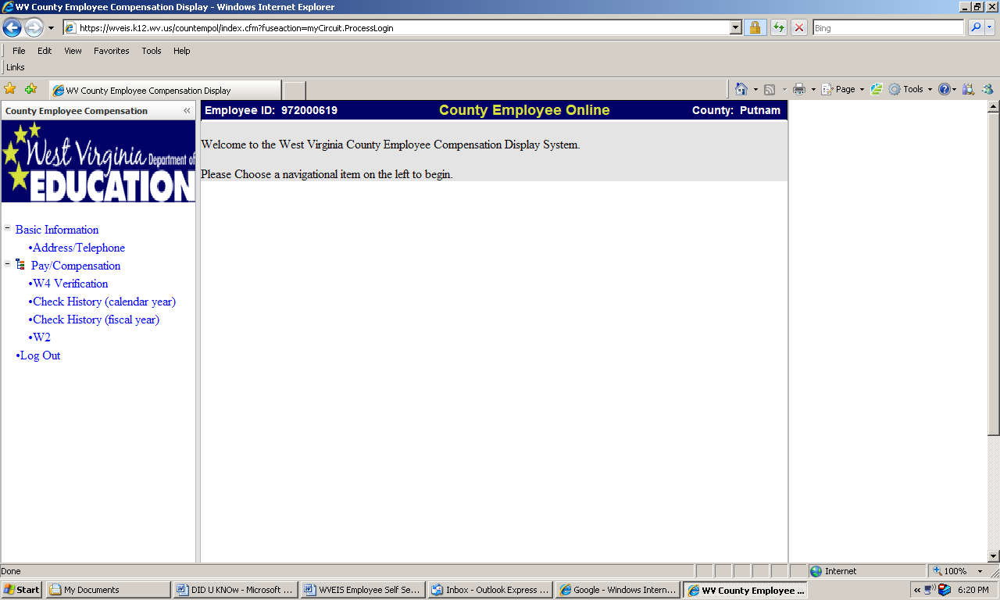 WV County Employee Compensation Display - Windows Internet Explorer
https://wveis.k12.wv.us/countserint/index.cfm?fuseaction=myCircuit.ProcessLogin
Bing
File Edit View Favorites Tools Help
Links
WV County Employee Compensation Display
Page Tools
County Employee Compensation «
Employee ID: 972000619 County Employee Online County: Putnam
West Virginia Department of
EDUCATION
Welcome to the West Virginia County Employee Compensation Display System.
Please Choose a navigational item on the left to begin.
Basic Information
•Address/Telephone
Pay/Compensation
•W4 Verification
•Check History (calendar year)
•Check History (fiscal year)
•W2
•Log Out
Done Internet 100%
Start My Documents DID U KNOw - Microsoft ... WVEIS Employee Self Se... Inbox - Outlook Express ... Google - Windows Intern... WV County Employee ... « 6:20 PM